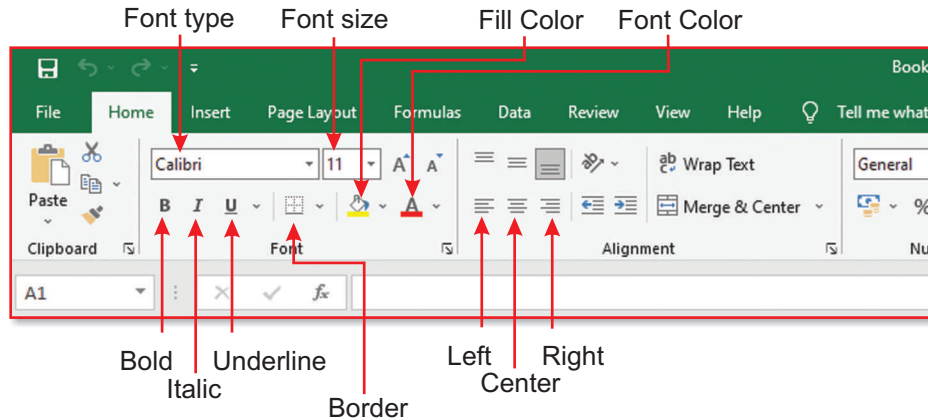 Font type Font size Fill Color Font Color
Book
File Home Insert Page Layout Formulas Data Review View Help Tell me what
Calibri 11 A A ab Wrap Text General
Paste B I U A Merge & Center %
Clipboard Font Alignment Nu
A1 fx
Bold Underline Left Right
Italic Center
Border